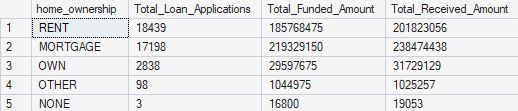 home_ownership Total_Loan_Applications Total_Funded_Amount Total_Received_Amount
1 RENT 18439 185768475 201823056
2 MORTGAGE 17198 219329150 238474438
3 OWN 2838 29597675 31729129
4 OTHER 98 1044975 1025257
5 NONE 3 16800 19053